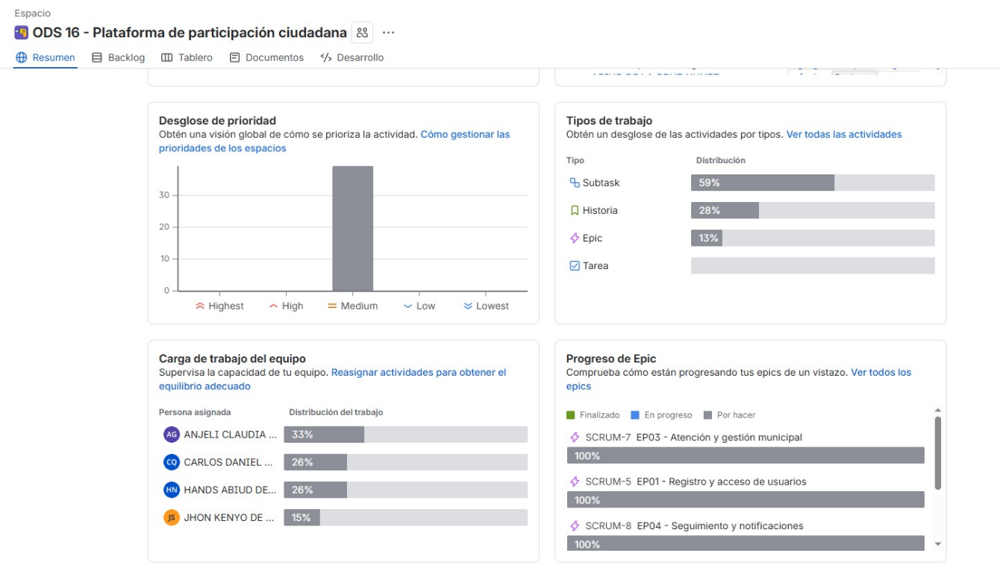 Espacio
ODS 16 - Plataforma de participación ciudadana
Resumen
Backlog
Tablero
Documentos
Desarrollo
Desglose de prioridad
Obtén una visión global de cómo se prioriza la actividad. Cómo gestionar las
prioridades de los espacios
30
20
10
0
Highest
High
Medium
Low
Lowest
Tipos de trabajo
Obtén un desglose de las actividades por tipos. Ver todas las actividades
Tipo
Distribución
Subtask
59%
Historia
28%
Epic
13%
Tarea
Carga de trabajo del equipo
Supervisa la capacidad de tu equipo. Reasignar actividades para obtener el
equilibrio adecuado
Persona asignada
Distribución del trabajo
AG ANJELI CLAUDIA ...
33%
CQ CARLOS DANIEL ...
26%
HN HANDS ABIUD DE...
26%
JS JHON KENYO DE ...
15%
Progreso de Epic
Comprueba cómo están progresando tus epics de un vistazo. Ver todos los
epics
Finalizado
En progreso
Por hacer
SCRUM-7 EP03 - Atención y gestión municipal
100%
SCRUM-5 EP01 - Registro y acceso de usuarios
100%
SCRUM-8 EP04 - Seguimiento y notificaciones
100%